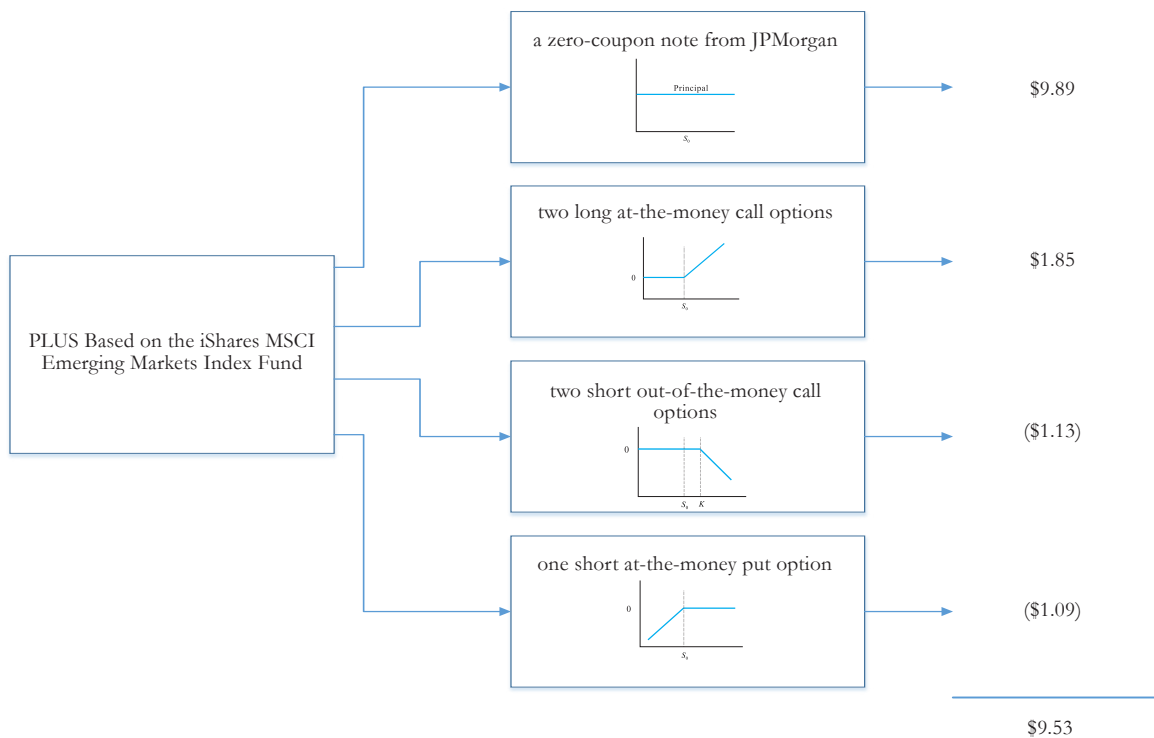 a zero-coupon note from JPMorgan
Principal
S₀
$9.89
two long at-the-money call options
0
S₀
$1.85
PLUS Based on the iShares MSCI
Emerging Markets Index Fund
two short out-of-the-money call
options
0
S₀ K
($1.13)
one short at-the-money put option
0
S₀
($1.09)
$9.53